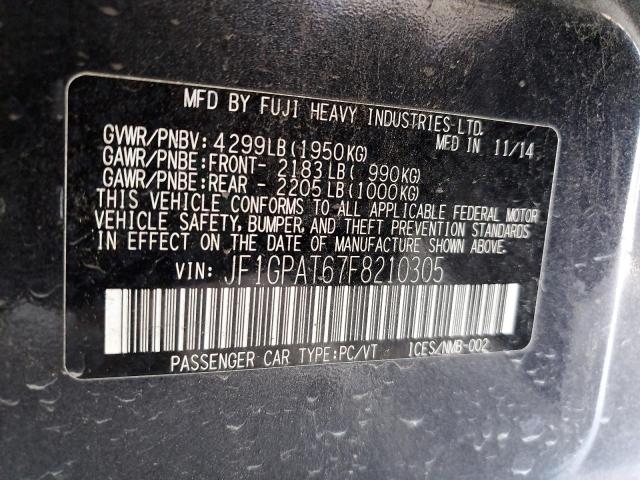 MFD BY FUJI HEAVY INDUSTRIES-LTD.
MED IN 11/14
GVWR/PNBV: 4299LB(1950KG)
GAWR/PNBE:FRONT- 2183LB( 990KG)
GAWR/PNBE:REAR - 2205LB(1000KG)
THIS VEHICLE CONFORMS TO ALL APPLICABLE FEDERAL MOTOR
VEHICLE SAFETY, BUMPER, AND THEFT PREVENTION STANDARDS
IN EFFECT ON THE DATE OF MANUFACTURE SHOWN ABOVE.
VIN: JF1GPAT67F8210305
PASSENGER CAR TYPE:PC/VT ICES/NMB-002